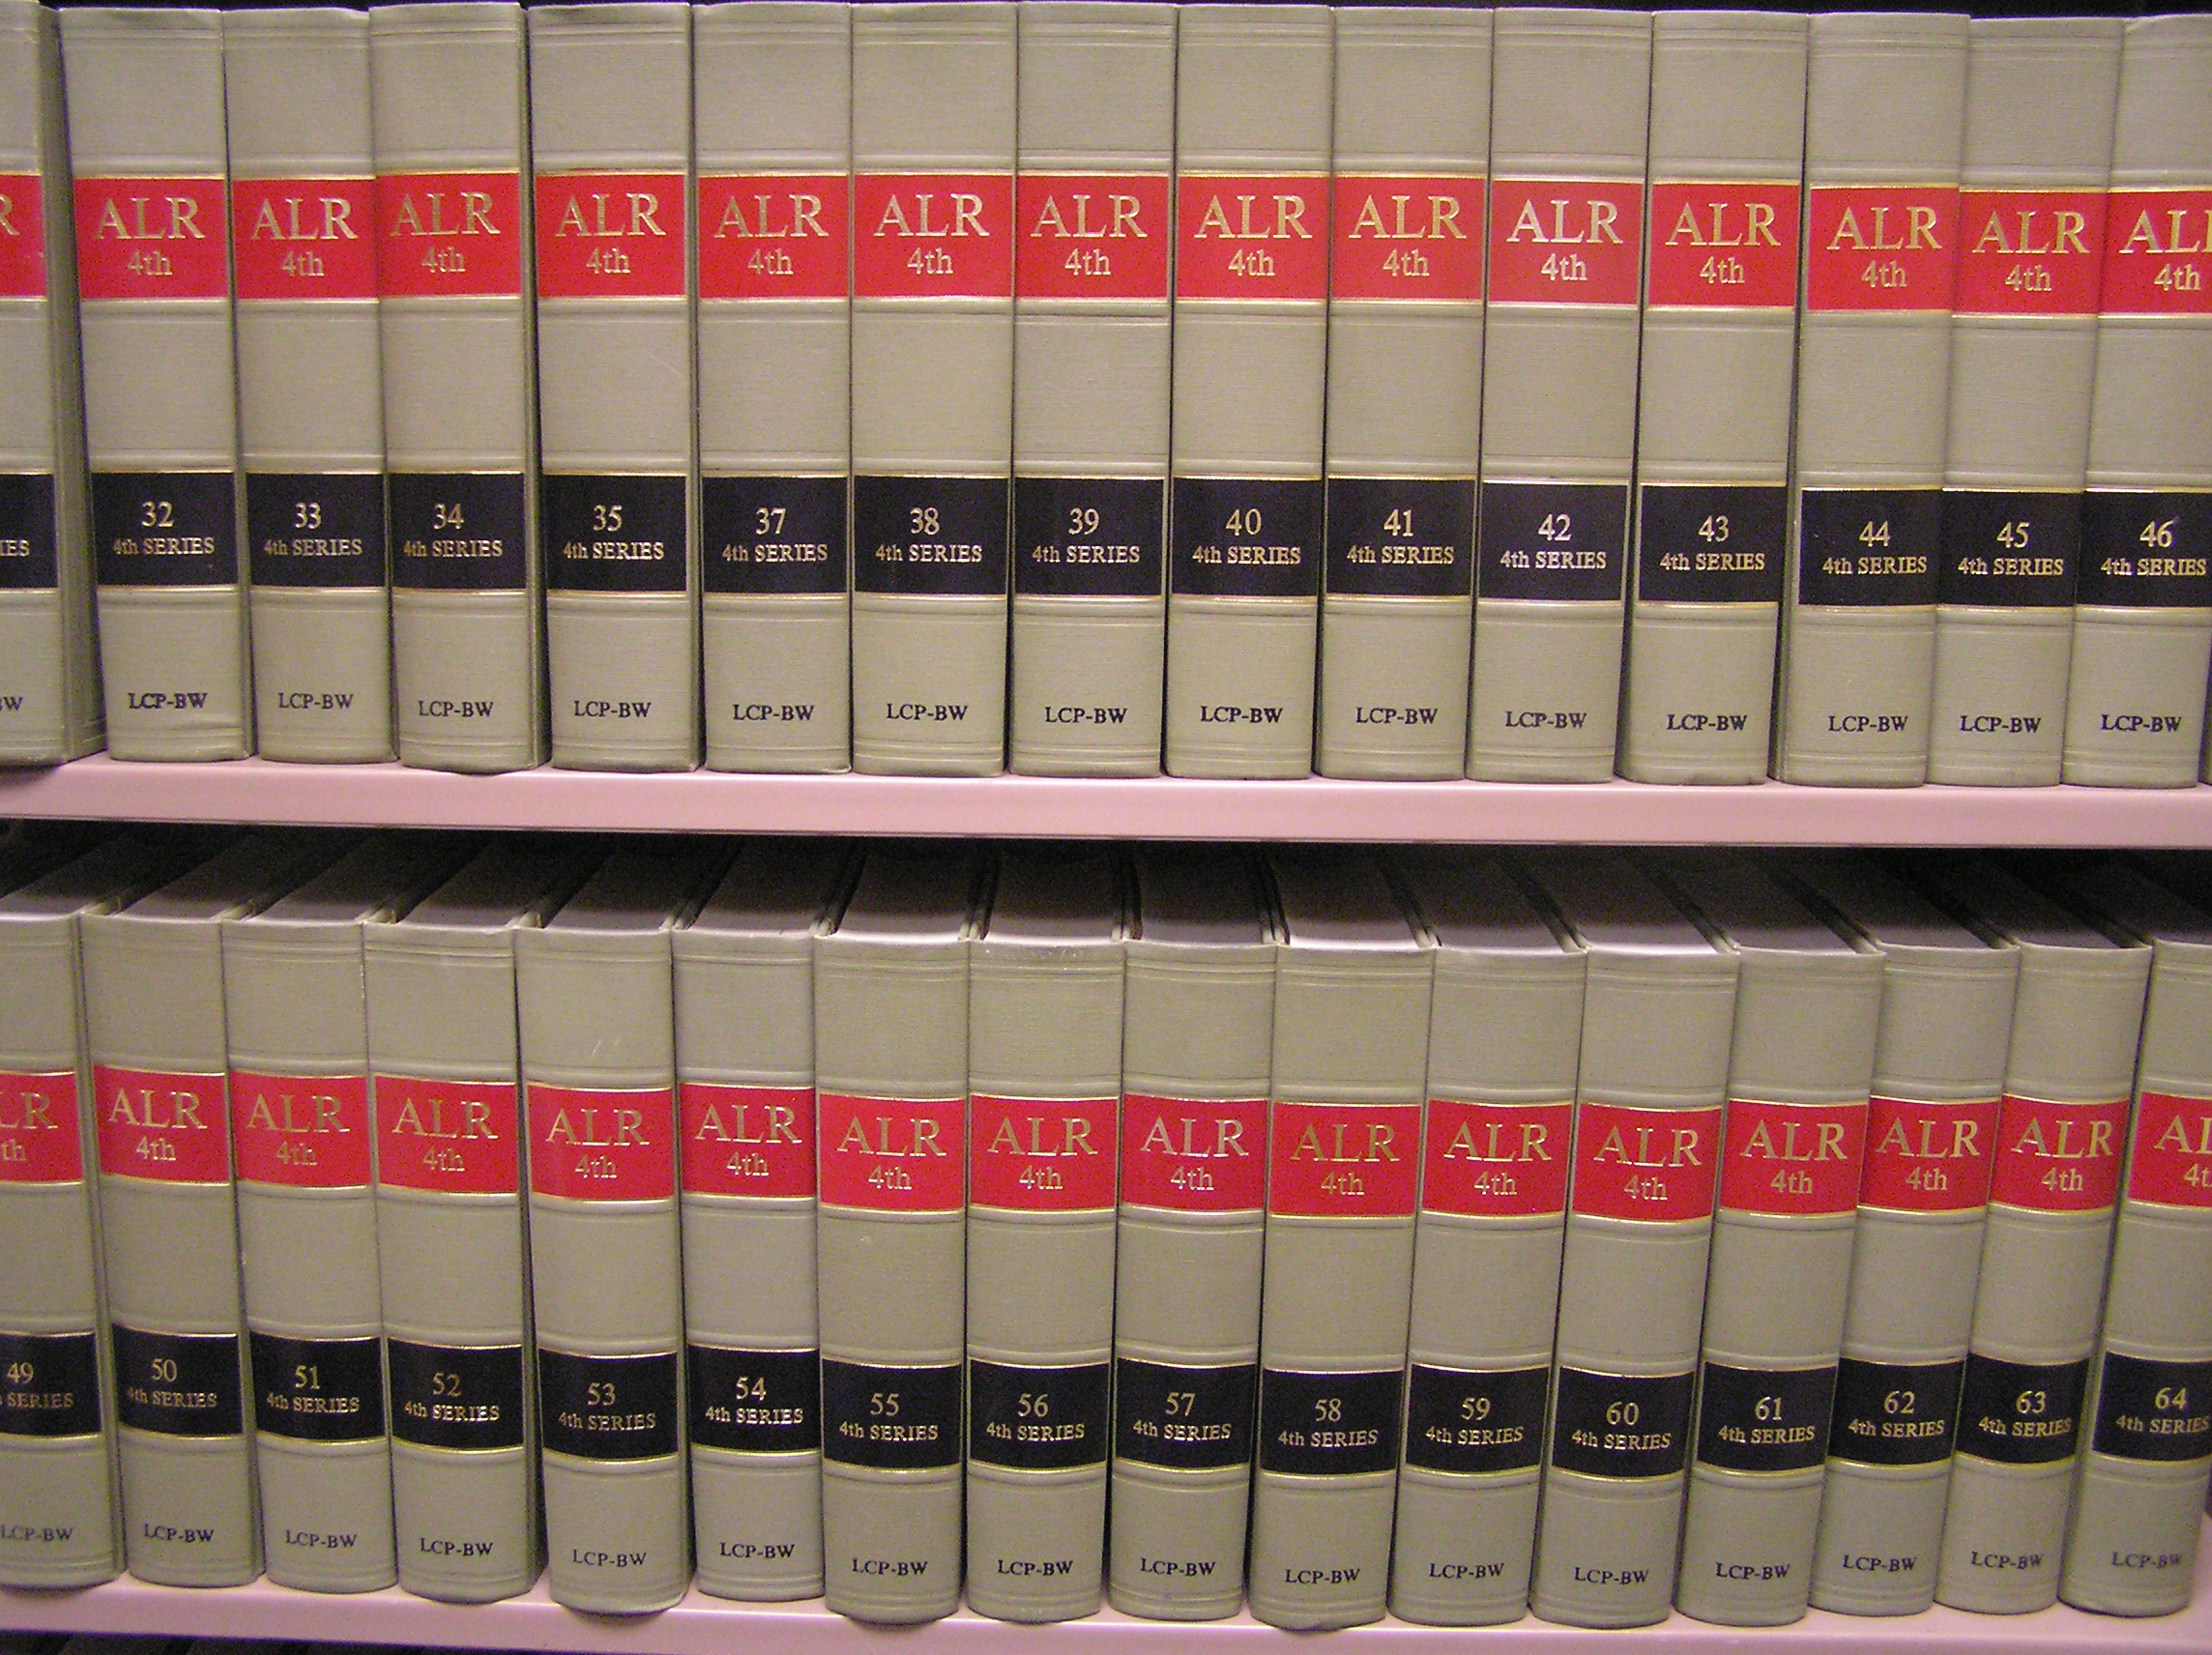 ALR
4th
32
4th SERIES
LCP-BW
ALR
4th
33
4th SERIES
LCP-BW
ALR
4th
34
4th SERIES
LCP-BW
ALR
4th
35
4th SERIES
LCP-BW
ALR
4th
37
4th SERIES
LCP-BW
ALR
4th
38
4th SERIES
LCP-BW
ALR
4th
39
4th SERIES
LCP-BW
ALR
4th
40
4th SERIES
LCP-BW
ALR
4th
41
4th SERIES
LCP-BW
ALR
4th
42
4th SERIES
LCP-BW
ALR
4th
43
4th SERIES
LCP-BW
ALR
4th
44
4th SERIES
LCP-BW
ALR
4th
45
4th SERIES
LCP-BW
AL
4th
46
4th SERIES
LCP-BW
LR
th
49
SERIES
LCP-BW
ALR
4th
50
4th SERIES
LCP-BW
ALR
4th
51
4th SERIES
LCP-BW
ALR
4th
52
4th SERIES
LCP-BW
ALR
4th
53
4th SERIES
LCP-BW
ALR
4th
54
4th SERIES
LCP-BW
ALR
4th
55
4th SERIES
LCP-BW
ALR
4th
56
4th SERIES
LCP-BW
ALR
4th
57
4th SERIES
LCP-BW
ALR
4th
58
4th SERIES
LCP-BW
ALR
4th
59
4th SERIES
LCP-BW
ALR
4th
60
4th SERIES
LCP-BW
ALR
4th
61
4th SERIES
LCP-BW
ALR
4th
62
4th SERIES
LCP-BW
ALR
4th
63
4th SERIES
LCP-BW
AL
4t
64
4th SERIES
LCP-BW